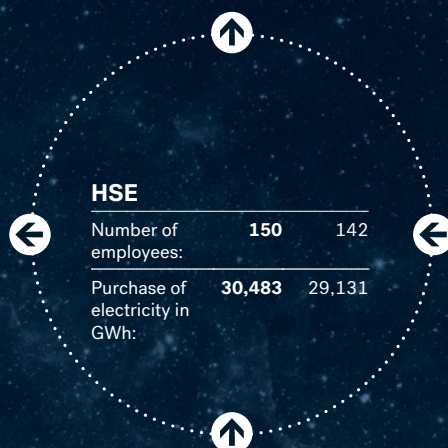 HSE
Number of 150 142
employees:
Purchase of 30,483 29,131
electricity in
GWh: